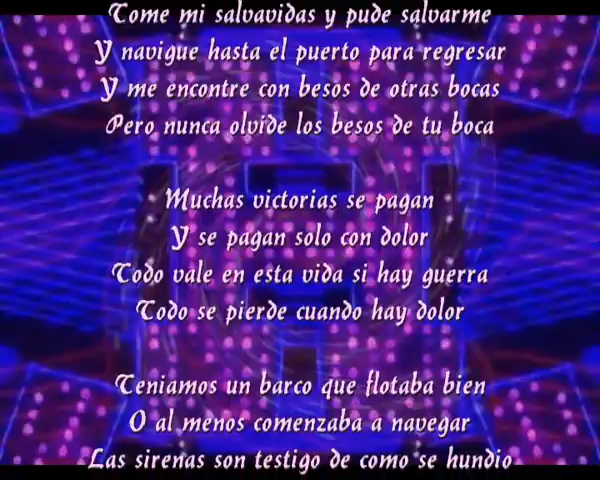 Tome mi salvavidas y pude salvarme
Y navigue hasta el puerto para regresar
Y me encontre con besos de otras bocas
Pero nunca olvide los besos de tu boca
Muchas victorias se pagan
Y se pagan solo con dolor
Todo vale en esta vida si hay guerra
Todo se pierde cuando hay dolor
Teniamos un barco que flotaba bien
O al menos comenzaba a navegar
Las sirenas son testigo de como se hundio